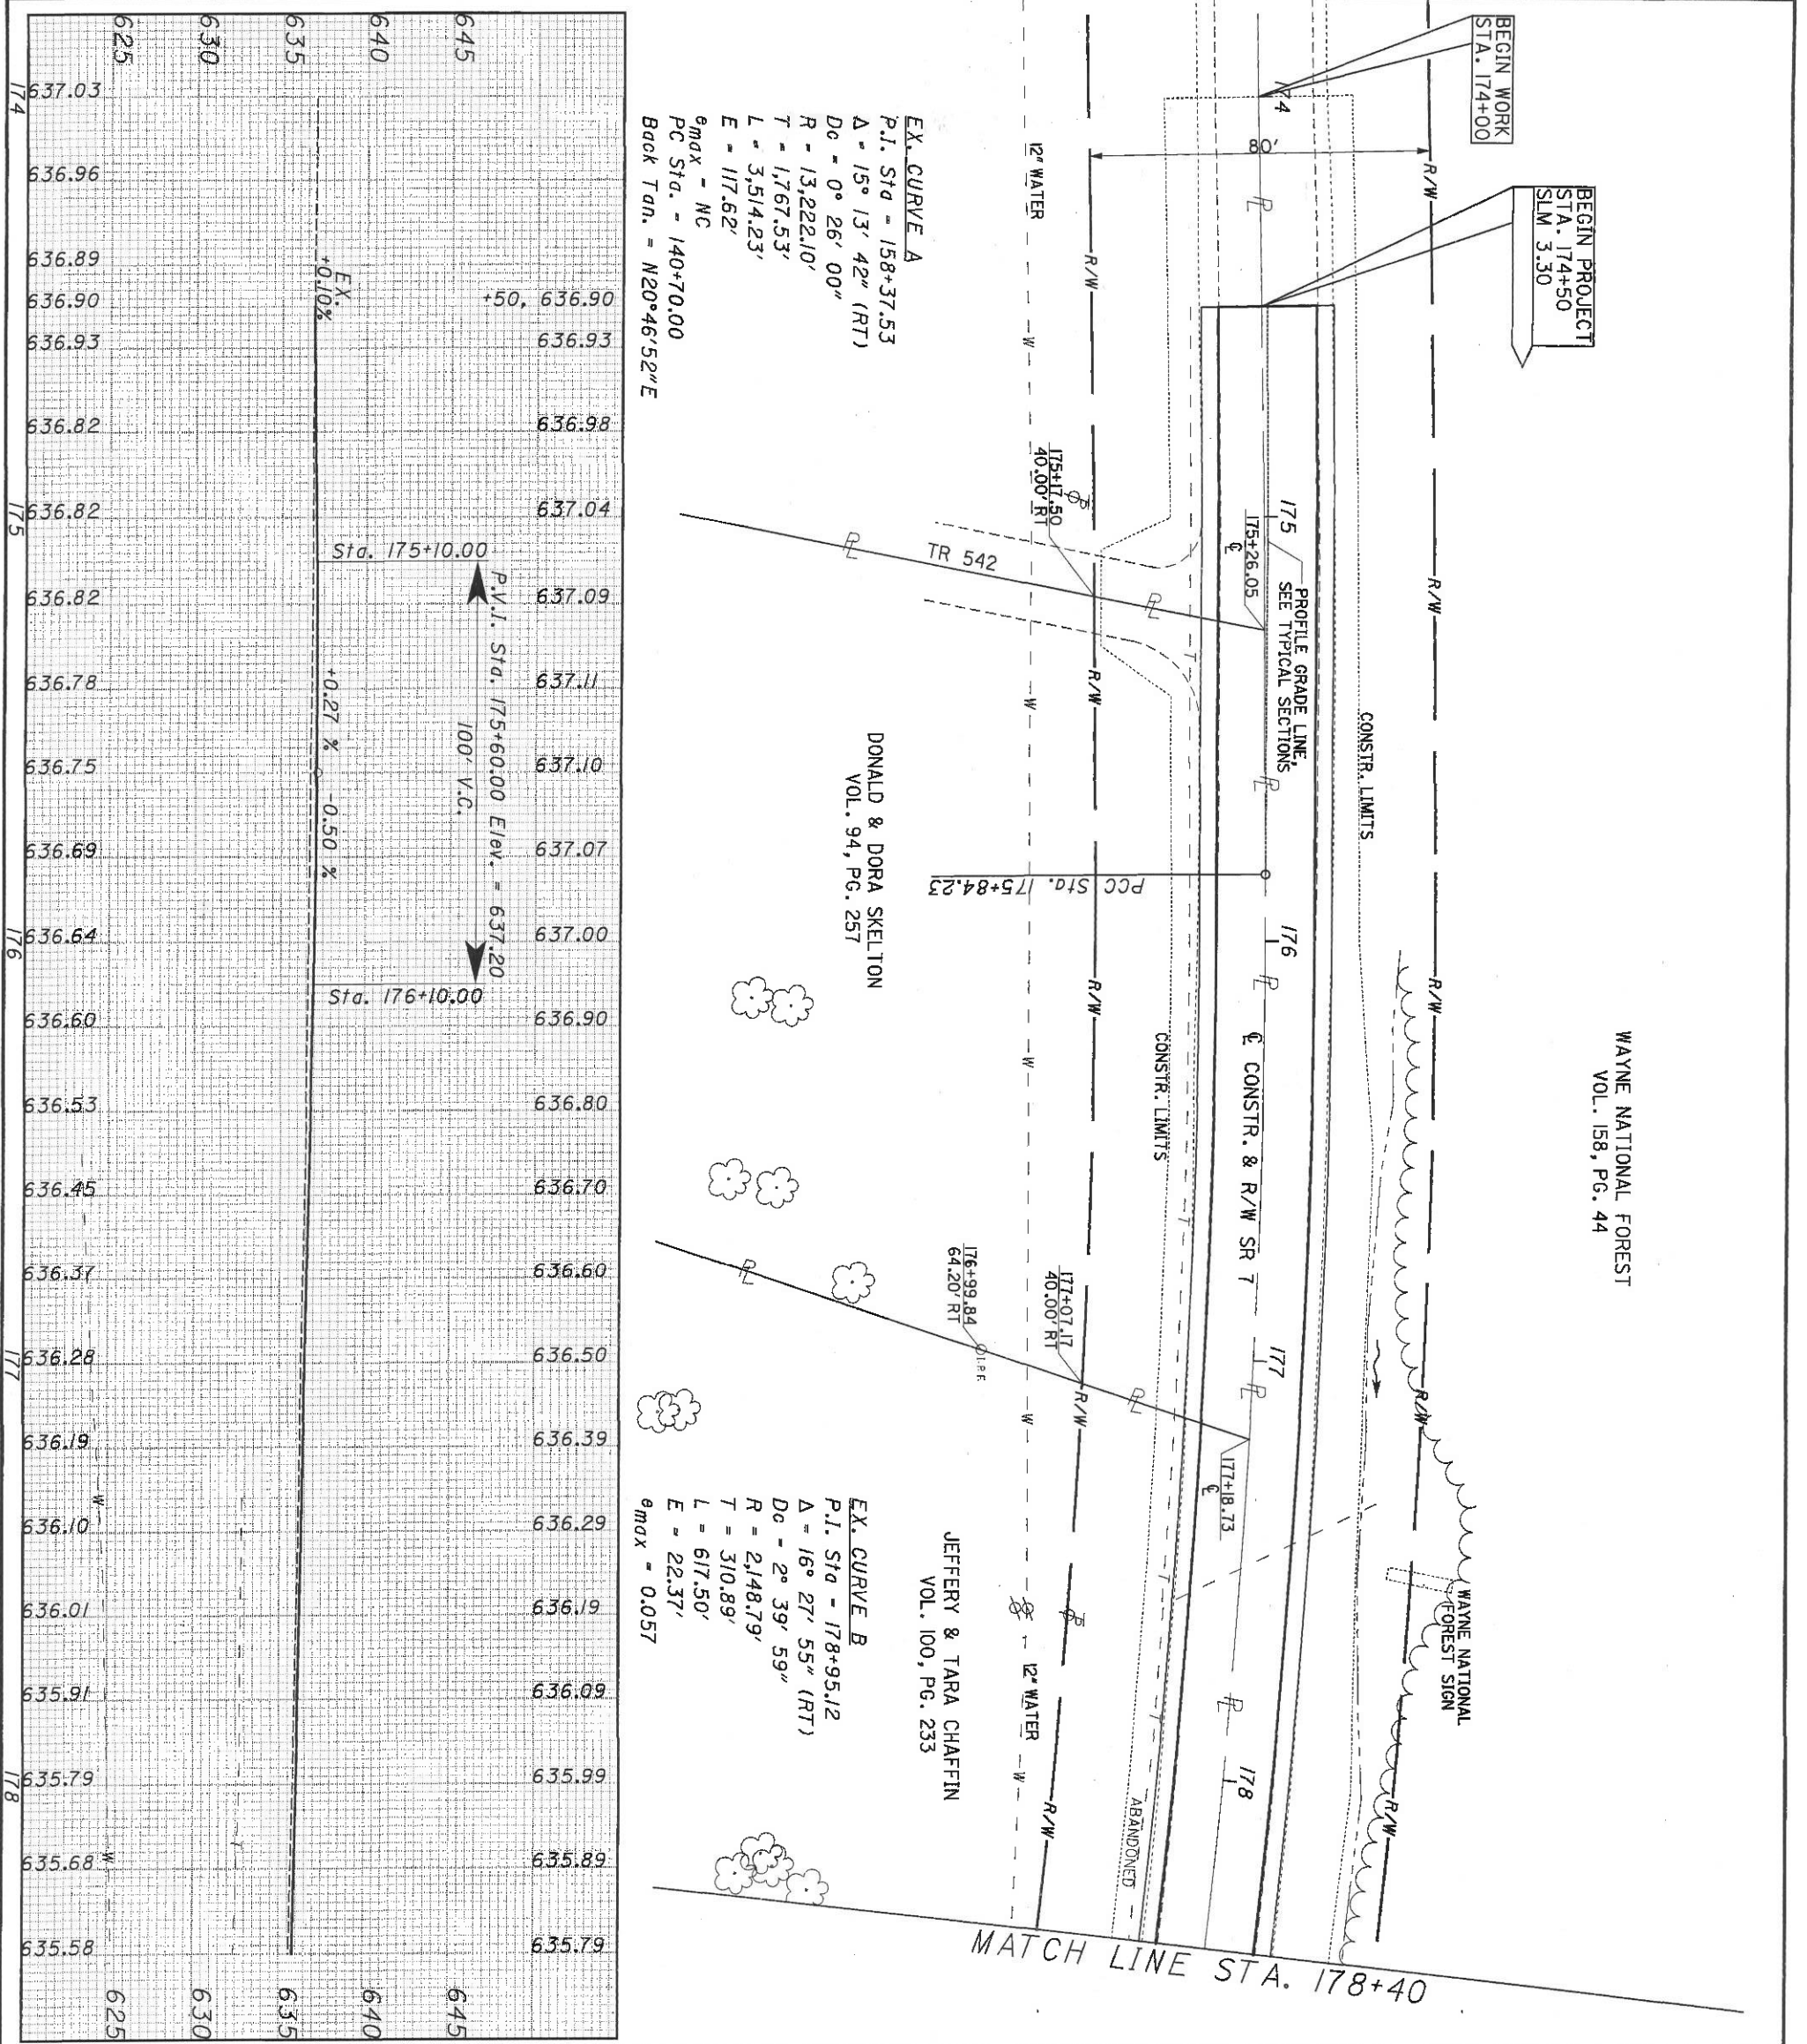 BEGIN WORK
STA. 174+00
BEGIN PROJECT
STA. 174+50
SLM 3.30
WAYNE NATIONAL FOREST
VOL. 158, PG. 44
WAYNE NATIONAL
FOREST SIGN
R/W
R/W
R/W
R/W
R/W
R/W
CONSTR. LIMITS
174
80'
175
175+26.05
PROFILE GRADE LINE,
SEE TYPICAL SECTIONS
176
℄ CONSTR. & R/W SR 7
177
177+18.73
178
CONSTR. LIMITS
ABANDONED
R/W
R/W
R/W
R/W
R/W
175+17.50
40.00' RT
TR 542
PCC Sta. 175+84.23
177+07.17
40.00' RT
176+99.84
64.20' RT
I.P.F.
12" WATER
W
W
W
W
12" WATER
W
MATCH LINE STA. 178+40
DONALD & DORA SKELTON
VOL. 94, PG. 257
JEFFERY & TARA CHAFFIN
VOL. 100, PG. 233
EX. CURVE A
P.I. Sta = 158+37.53
Δ = 15° 13' 42" (RT)
Dc = 0° 26' 00"
R = 13,222.10'
T = 1,767.53'
L = 3,514.23'
E = 117.62'
emax = NC
PC Sta. = 140+70.00
Back Tan. = N20°46'52"E
EX. CURVE B
P.I. Sta = 178+95.12
Δ = 16° 27' 55" (RT)
Dc = 2° 39' 59"
R = 2,148.79'
T = 310.89'
L = 617.50'
E = 22.37'
emax = 0.057
+50, 636.90
636.93
636.98
637.04
637.09
637.11
637.10
637.07
637.00
636.90
636.80
636.70
636.60
636.50
636.39
636.29
636.19
636.09
635.99
635.89
635.79
645
640
635
630
625
P.V.I. Sta. 175+60.00 Elev. = 637.20
100' V.C.
Sta. 175+10.00
Sta. 176+10.00
EX.
+0.10%
+0.27 %
-0.50 %
645
640
635
630
625
637.03
636.96
636.89
636.90
636.93
636.82
636.82
636.82
636.78
636.75
636.69
636.64
636.60
636.53
636.45
636.37
636.28
636.19
636.10
636.01
635.91
635.79
635.68
635.58
174
175
176
177
178